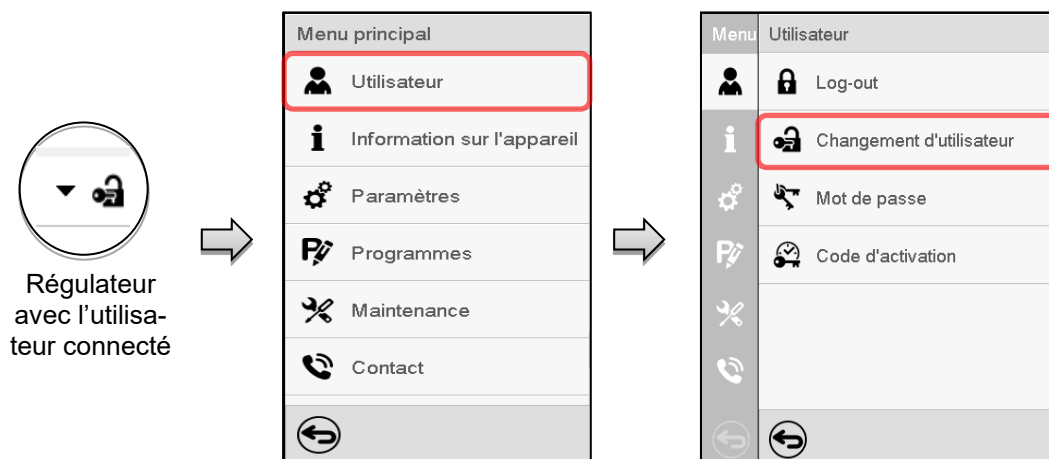 Régulateur
avec l'utilisa-
teur connecté
Menu principal
Utilisateur
Information sur l'appareil
Paramètres
Programmes
Maintenance
Contact
Menu
Utilisateur
Log-out
Changement d'utilisateur
Mot de passe
Code d'activation